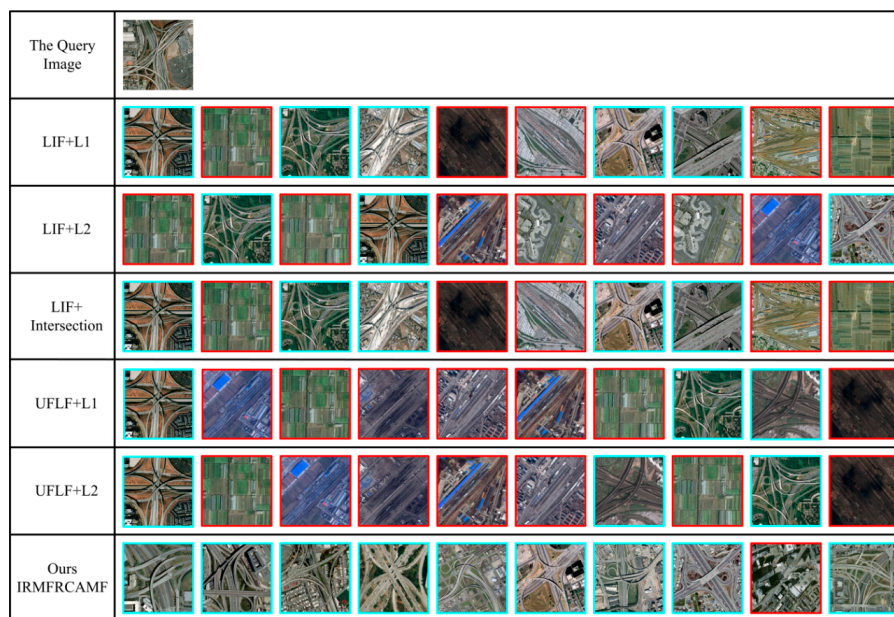 The Query
Image
LIF+L1
LIF+L2
LIF+
Intersection
UFLF+L1
UFLF+L2
Ours
IRMFRCAMF